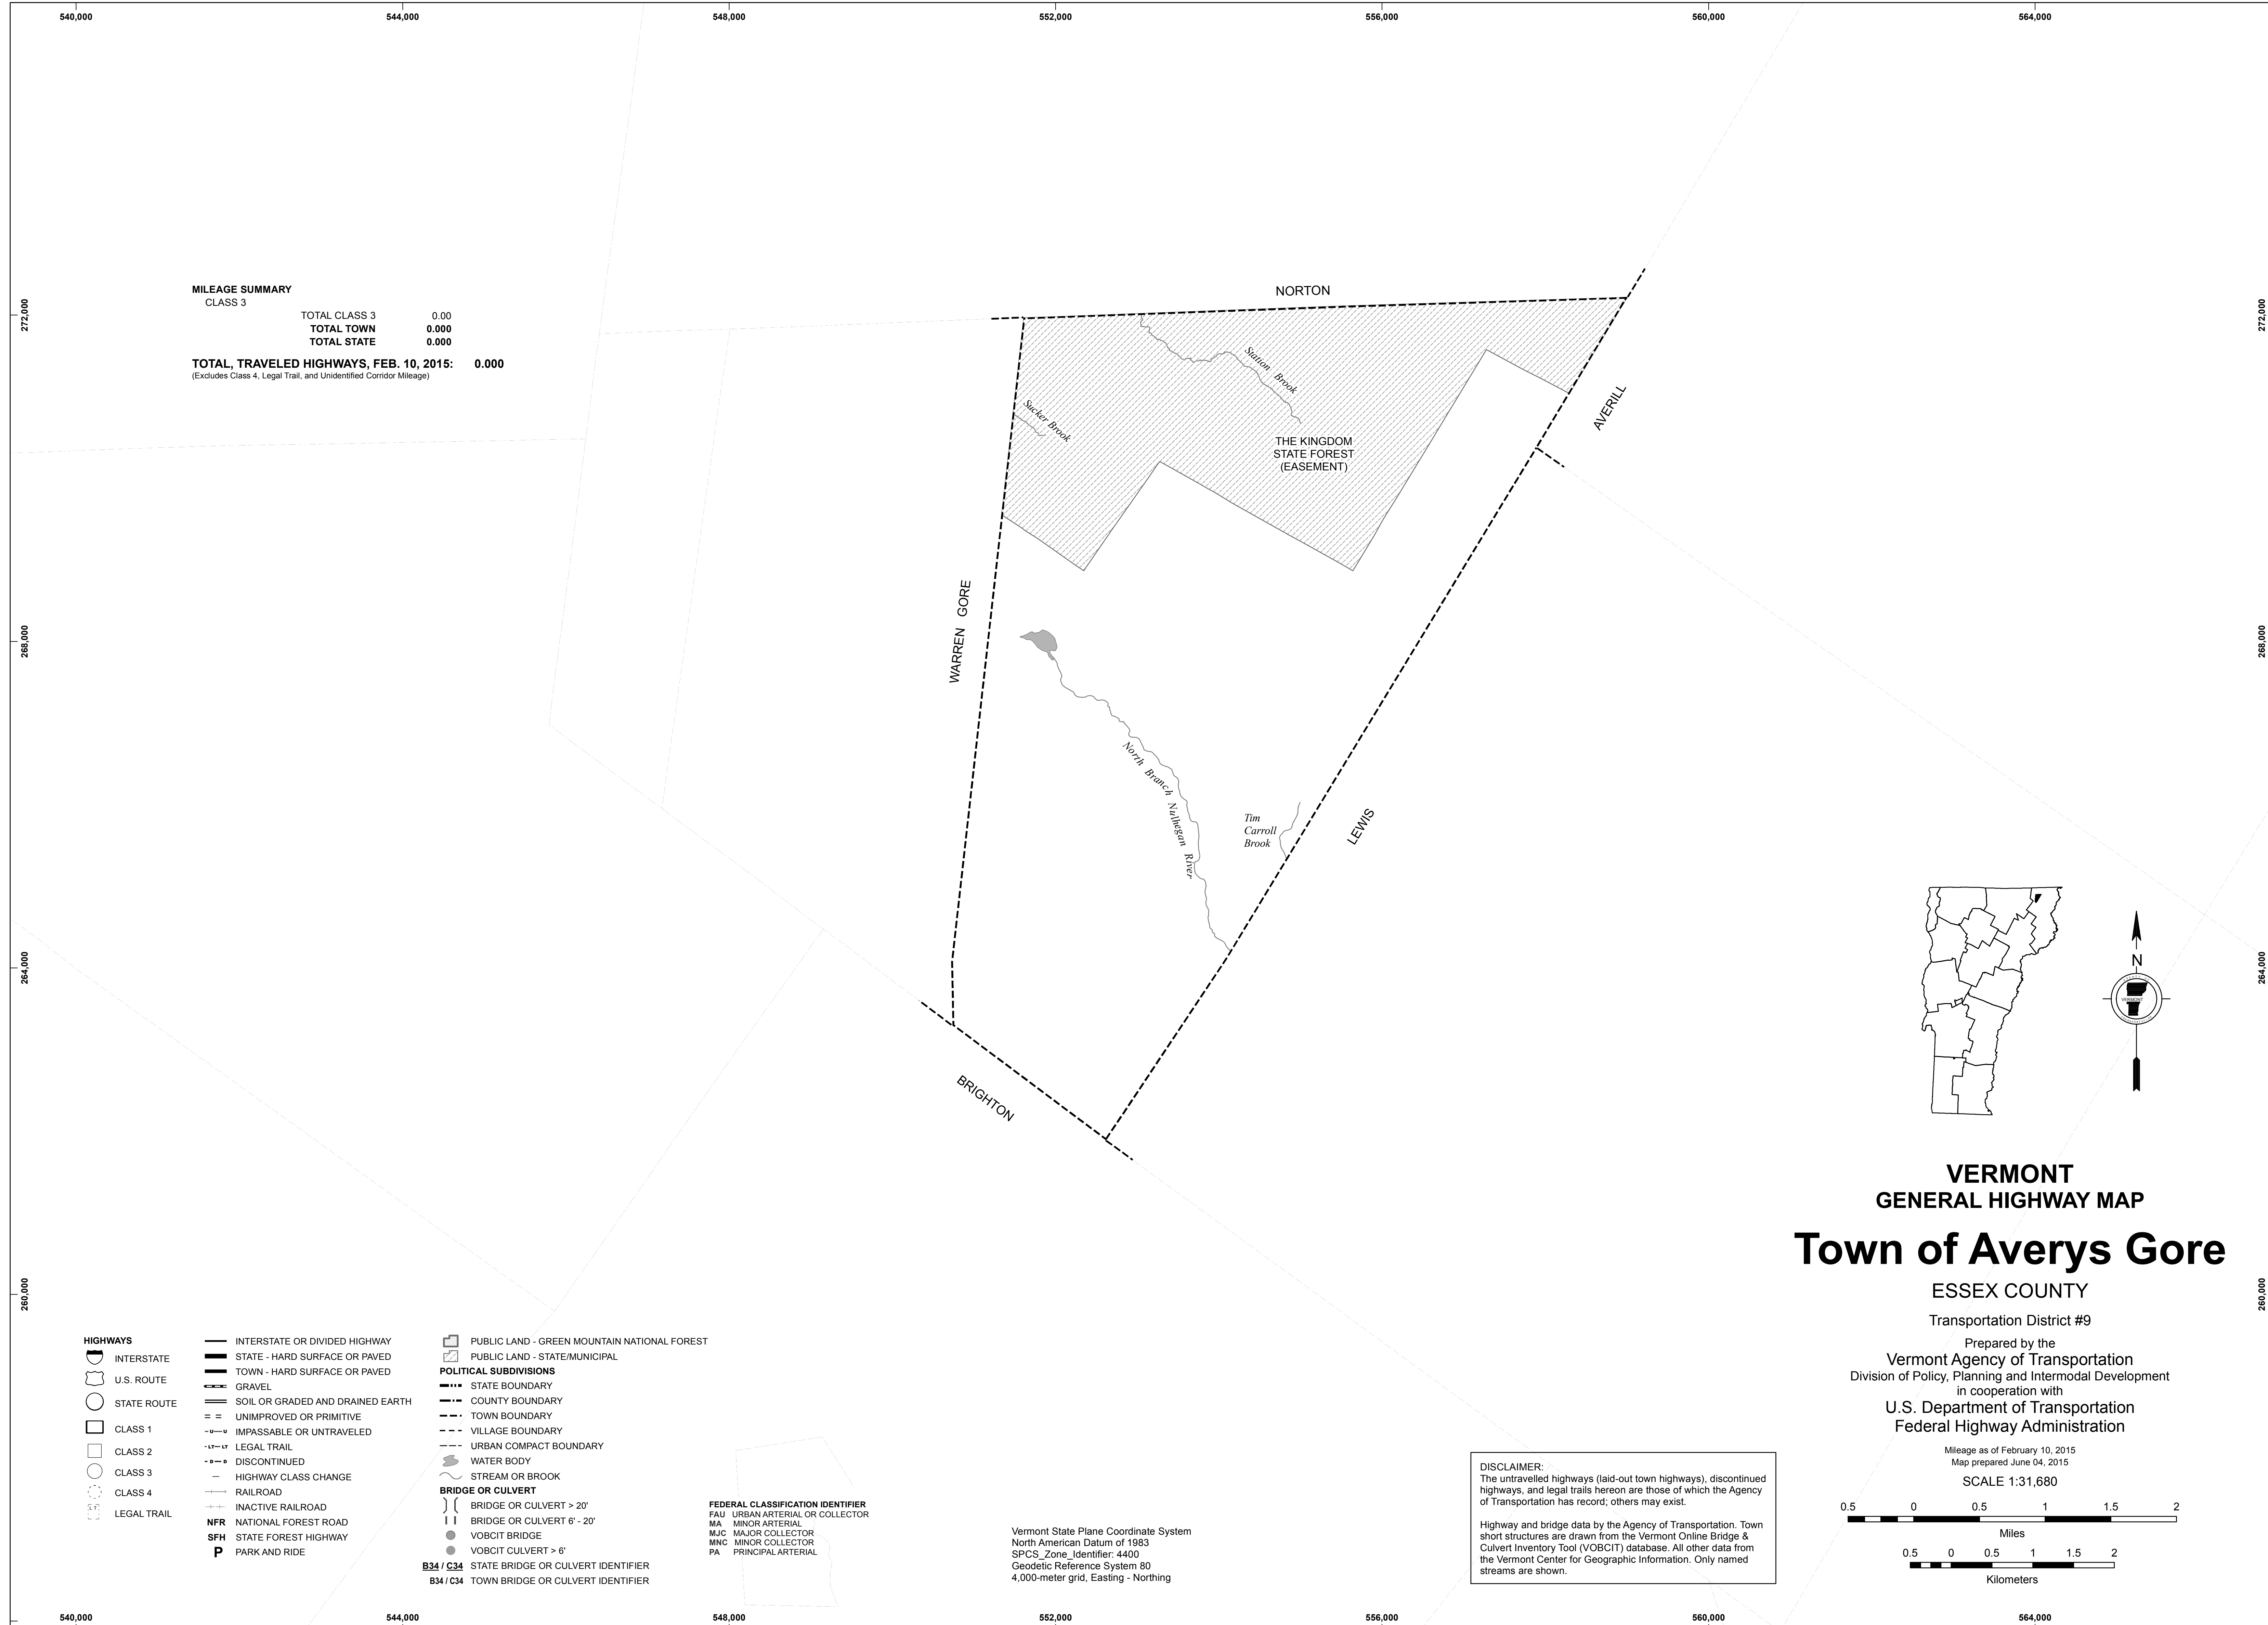 540,000
544,000
548,000
552,000
556,000
560,000
564,000
272,000
272,000
268,000
268,000
264,000
264,000
260,000
260,000
MILEAGE SUMMARY
CLASS 3
TOTAL CLASS 3 0.00
TOTAL TOWN 0.000
TOTAL STATE 0.000
TOTAL, TRAVELED HIGHWAYS, FEB. 10, 2015: 0.000
(Excludes Class 4, Legal Trail, and Unidentified Corridor Mileage)
NORTON
Station Brook
Sucker Brook
AVERILL
THE KINGDOM
STATE FOREST
(EASEMENT)
WARREN GORE
North Branch Nulhegan River
Tim
Carroll
Brook
LEWIS
BRIGHTON
N
VERMONT
VERMONT
GENERAL HIGHWAY MAP
Town of Averys Gore
ESSEX COUNTY
Transportation District #9
Prepared by the
Vermont Agency of Transportation
Division of Policy, Planning and Intermodal Development
in cooperation with
U.S. Department of Transportation
Federal Highway Administration
Mileage as of February 10, 2015
Map prepared June 04, 2015
SCALE 1:31,680
0.5 0 0.5 1 1.5 2
Miles
0.5 0 0.5 1 1.5 2
Kilometers
HIGHWAYS
INTERSTATE
U.S. ROUTE
STATE ROUTE
CLASS 1
CLASS 2
CLASS 3
CLASS 4
LT LEGAL TRAIL
INTERSTATE OR DIVIDED HIGHWAY
STATE - HARD SURFACE OR PAVED
TOWN - HARD SURFACE OR PAVED
GRAVEL
SOIL OR GRADED AND DRAINED EARTH
UNIMPROVED OR PRIMITIVE
U U IMPASSABLE OR UNTRAVELED
LT LT LEGAL TRAIL
D D DISCONTINUED
HIGHWAY CLASS CHANGE
RAILROAD
INACTIVE RAILROAD
NFR NATIONAL FOREST ROAD
SFH STATE FOREST HIGHWAY
P PARK AND RIDE
PUBLIC LAND - GREEN MOUNTAIN NATIONAL FOREST
PUBLIC LAND - STATE/MUNICIPAL
POLITICAL SUBDIVISIONS
STATE BOUNDARY
COUNTY BOUNDARY
TOWN BOUNDARY
VILLAGE BOUNDARY
URBAN COMPACT BOUNDARY
WATER BODY
STREAM OR BROOK
BRIDGE OR CULVERT
BRIDGE OR CULVERT > 20'
BRIDGE OR CULVERT 6' - 20'
VOBCIT BRIDGE
VOBCIT CULVERT > 6'
B34 / C34 STATE BRIDGE OR CULVERT IDENTIFIER
B34 / C34 TOWN BRIDGE OR CULVERT IDENTIFIER
FEDERAL CLASSIFICATION IDENTIFIER
FAU URBAN ARTERIAL OR COLLECTOR
MA MINOR ARTERIAL
MJC MAJOR COLLECTOR
MNC MINOR COLLECTOR
PA PRINCIPAL ARTERIAL
Vermont State Plane Coordinate System
North American Datum of 1983
SPCS_Zone_Identifier: 4400
Geodetic Reference System 80
4,000-meter grid, Easting - Northing
DISCLAIMER:
The untravelled highways (laid-out town highways), discontinued
highways, and legal trails hereon are those of which the Agency
of Transportation has record; others may exist.
Highway and bridge data by the Agency of Transportation. Town
short structures are drawn from the Vermont Online Bridge &
Culvert Inventory Tool (VOBCIT) database. All other data from
the Vermont Center for Geographic Information. Only named
streams are shown.
540,000
544,000
548,000
552,000
556,000
560,000
564,000